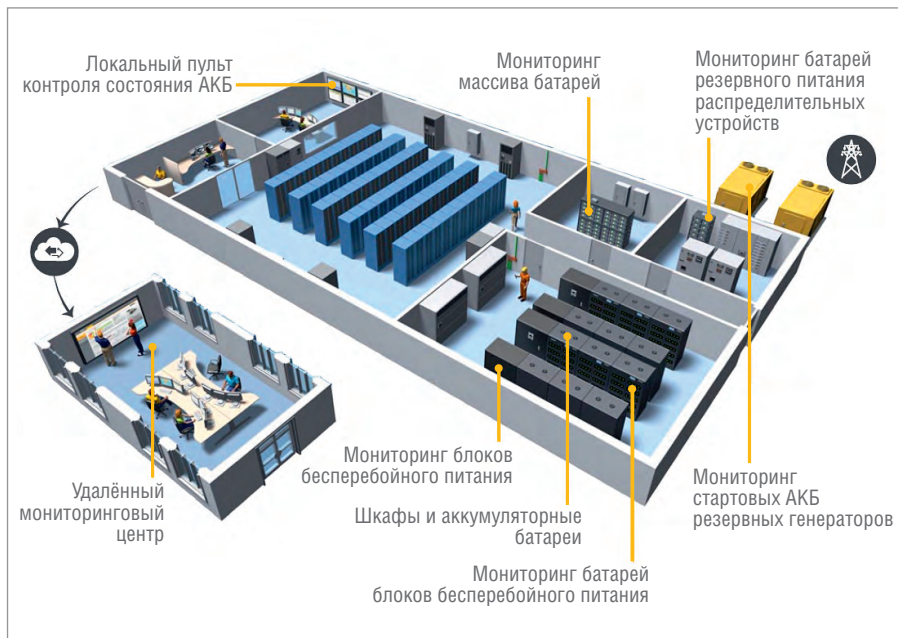 Локальный пульт
контроля состояния АКБ
Мониторинг
массива батарей
Мониторинг батарей
резервного питания
распределительных
устройств
Мониторинг блоков
бесперебойного питания
Шкафы и аккумуляторные
батареи
Мониторинг батарей
блоков бесперебойного питания
Мониторинг
стартовых АКБ
резервных генераторов
Удалённый
мониторинговый
центр